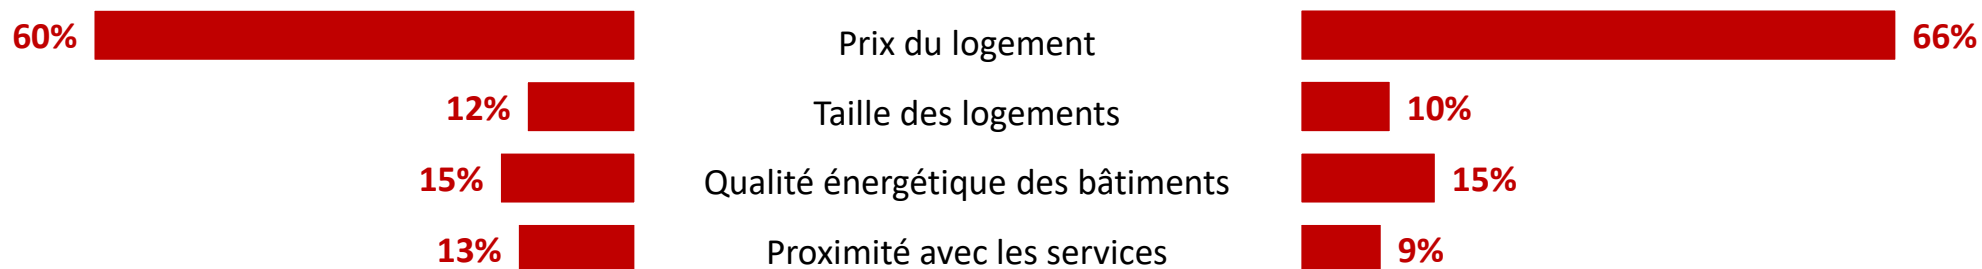 60% Prix du logement 66%
12% Taille des logements 10%
15% Qualité énergétique des bâtiments 15%
13% Proximité avec les services 9%